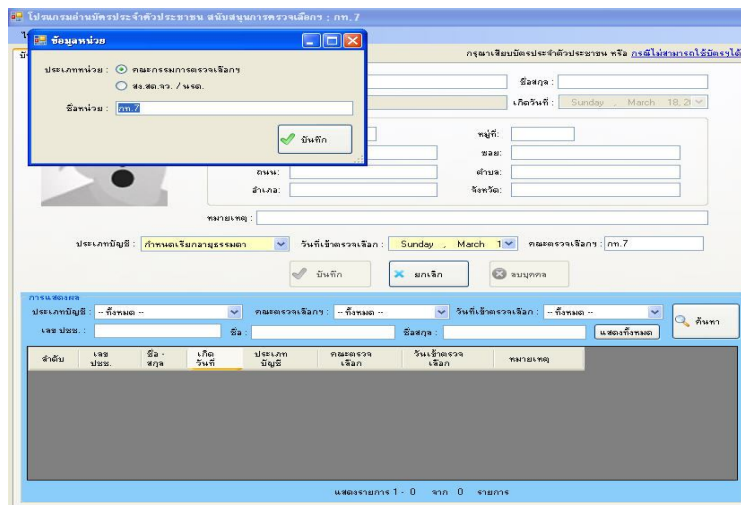 โปรแกรมอ่านบัตรประจำตัวประชาชน สนับสนุนการตรวจเลือกฯ : กท.7
ข้อมูลหน่วย
กรุณาเสียบบัตรประจำตัวประชาชน หรือ กรณีไม่สามารถใช้บัตรฯได้
ประเภทหน่วย : คณะกรรมการตรวจเลือกฯ
สง.สด.จว. / นรด.
ชื่อหน่วย : กท.7
บันทึก
ชื่อสกุล :
เกิดวันที่ : Sunday , March 18, 2
หมู่ที่:
ซอย:
ถนน: ตำบล:
อำเภอ: จังหวัด:
หมายเหตุ :
ประเภทบัญชี : กำหนดเรียกอายุธรรมดา วันที่เข้าตรวจเลือก : Sunday , March 1 คณะตรวจเลือกฯ : กท.7
บันทึก ยกเลิก ลบบุคคล
การแสดงผล
ประเภทบัญชี : -- ทั้งหมด -- คณะตรวจเลือกฯ : -- ทั้งหมด -- วันที่เข้าตรวจเลือก : -- ทั้งหมด --
ค้นหา
เลข ปชช. : ชื่อ : ชื่อสกุล : แสดงทั้งหมด
ลำดับ เลข ปชช. ชื่อ - สกุล เกิดวันที่ ประเภทบัญชี คณะตรวจเลือก วันเข้าตรวจเลือก หมายเหตุ
แสดงรายการ 1 - 0 จาก 0 รายการ